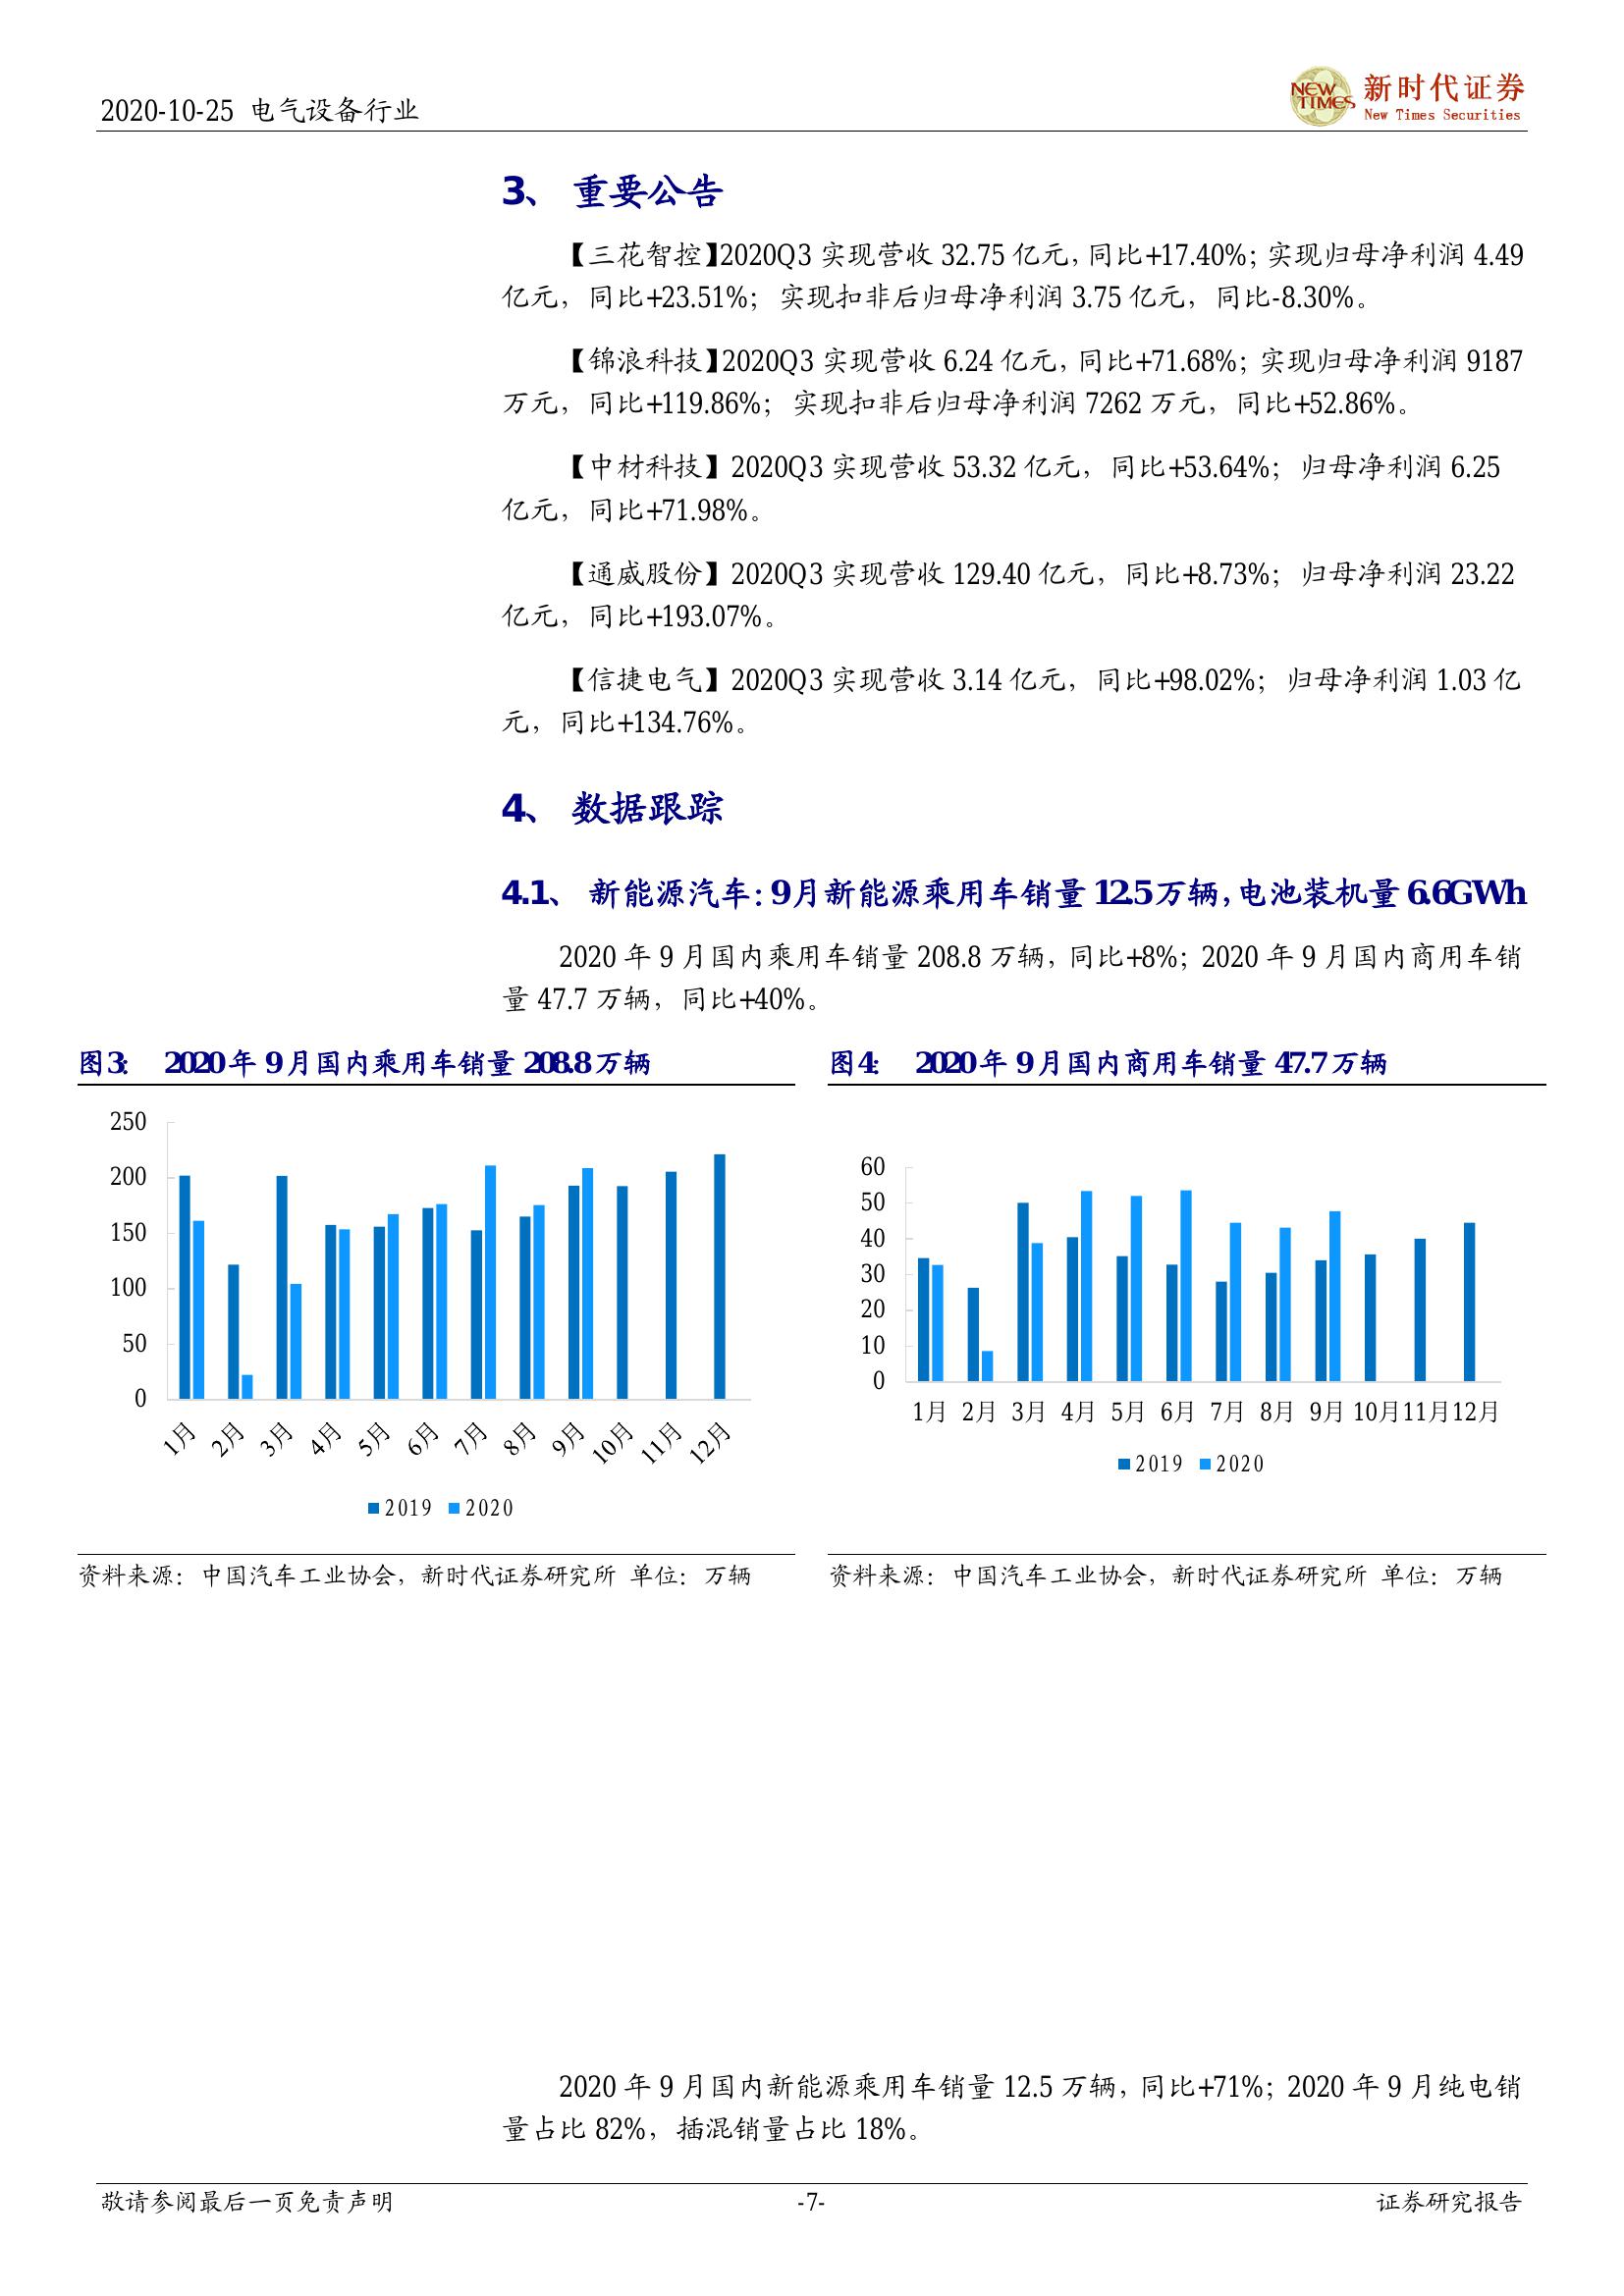 2020-10-25 电气设备行业
NEW TIMES 新时代证券
New Times Securities
3、 重要公告
【三花智控】2020Q3 实现营收 32.75 亿元，同比+17.40%；实现归母净利润 4.49
亿元，同比+23.51%；实现扣非后归母净利润 3.75 亿元，同比-8.30%。
【锦浪科技】2020Q3 实现营收 6.24 亿元，同比+71.68%；实现归母净利润 9187
万元，同比+119.86%；实现扣非后归母净利润 7262 万元，同比+52.86%。
【中材科技】2020Q3 实现营收 53.32 亿元，同比+53.64%；归母净利润 6.25
亿元，同比+71.98%。
【通威股份】2020Q3 实现营收 129.40 亿元，同比+8.73%；归母净利润 23.22
亿元，同比+193.07%。
【信捷电气】2020Q3 实现营收 3.14 亿元，同比+98.02%；归母净利润 1.03 亿
元，同比+134.76%。
4、 数据跟踪
4.1、 新能源汽车：9月新能源乘用车销量 12.5万辆，电池装机量 6.6GWh
2020 年 9 月国内乘用车销量 208.8 万辆，同比+8%；2020 年 9 月国内商用车销
量 47.7 万辆，同比+40%。
图3： 2020 年 9 月国内乘用车销量 208.8 万辆
250
200
150
100
50
0
1月 2月 3月 4月 5月 6月 7月 8月 9月 10月 11月 12月
2019 2020
资料来源：中国汽车工业协会，新时代证券研究所 单位：万辆
图4： 2020 年 9 月国内商用车销量 47.7 万辆
60
50
40
30
20
10
0
1月 2月 3月 4月 5月 6月 7月 8月 9月 10月 11月 12月
2019 2020
资料来源：中国汽车工业协会，新时代证券研究所 单位：万辆
2020 年 9 月国内新能源乘用车销量 12.5 万辆，同比+71%；2020 年 9 月纯电销
量占比 82%，插混销量占比 18%。
敬请参阅最后一页免责声明 -7- 证券研究报告